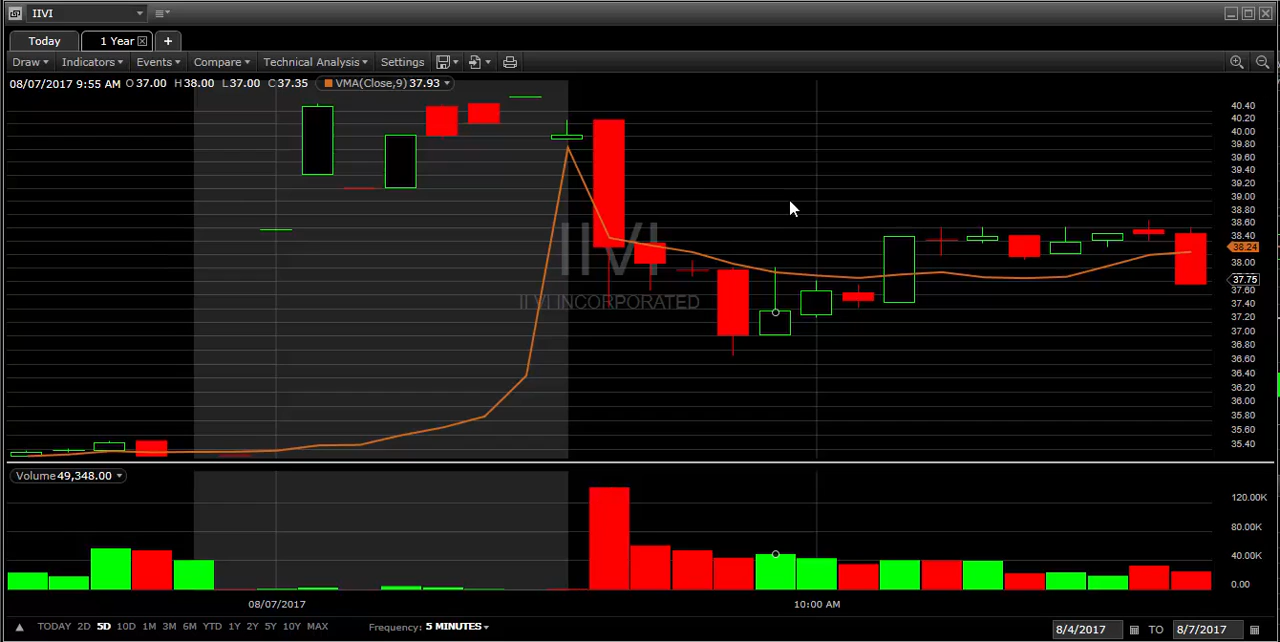 IIVI
Today 1 Year +
Draw Indicators Events Compare Technical Analysis Settings
08/07/2017 9:55 AM O 37.00 H 38.00 L 37.00 C 37.35 VMA(Close,9) 37.93
40.40
40.20
40.00
39.80
39.60
39.40
39.20
39.00
38.80
38.60
38.40
38.24
38.00
37.75
37.60
37.40
37.20
37.00
36.80
36.60
36.40
36.20
36.00
35.80
35.60
35.40
IIVI
II VI INCORPORATED
Volume 49,348.00
120.00K
80.00K
40.00K
0.00
08/07/2017 10:00 AM
TODAY 2D 5D 10D 1M 3M 6M YTD 1Y 2Y 5Y 10Y MAX Frequency: 5 MINUTES 8/4/2017 TO 8/7/2017